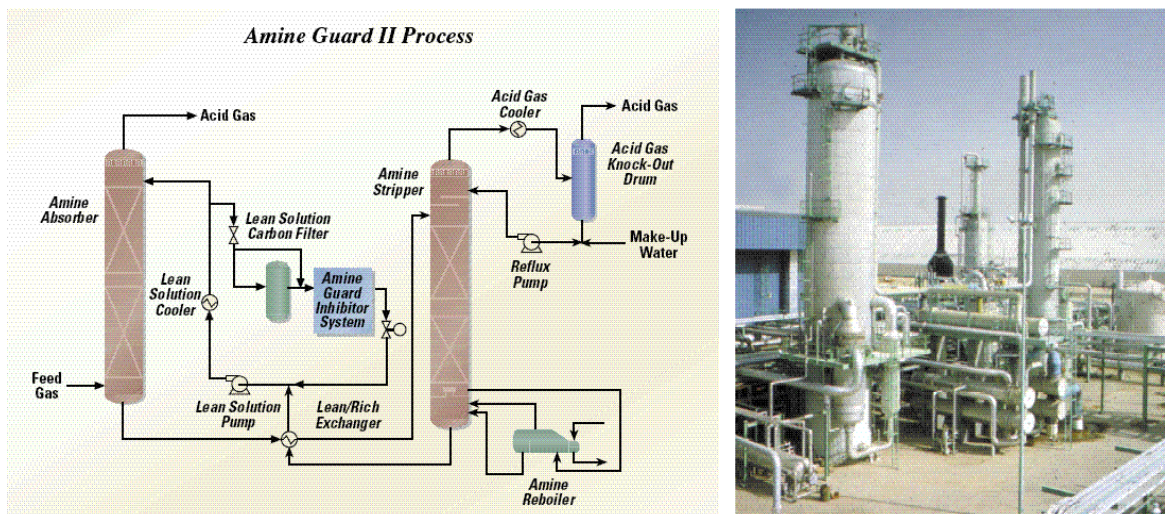 Amine Guard II Process
Acid Gas
Amine
Absorber
Lean Solution
Carbon Filter
Lean
Solution
Cooler
Amine
Guard
Inhibitor
System
Feed
Gas
Lean Solution
Pump
Lean/Rich
Exchanger
Acid Gas
Cooler
Acid Gas
Acid Gas
Knock-Out
Drum
Amine
Stripper
Make-Up
Water
Reflux
Pump
Amine
Reboiler